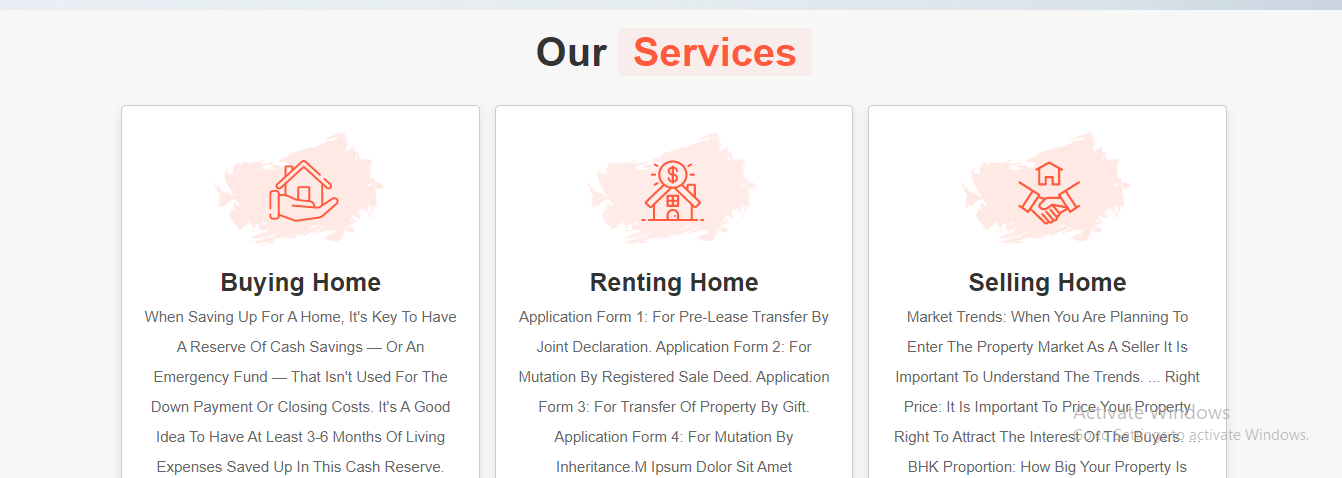 Our Services
Buying Home
When Saving Up For A Home, It's Key To Have
A Reserve Of Cash Savings — Or An
Emergency Fund — That Isn't Used For The
Down Payment Or Closing Costs. It's A Good
Idea To Have At Least 3-6 Months Of Living
Expenses Saved Up In This Cash Reserve.
$
Renting Home
Application Form 1: For Pre-Lease Transfer By
Joint Declaration. Application Form 2: For
Mutation By Registered Sale Deed. Application
Form 3: For Transfer Of Property By Gift.
Application Form 4: For Mutation By
Inheritance.M Ipsum Dolor Sit Amet
Selling Home
Market Trends: When You Are Planning To
Enter The Property Market As A Seller It Is
Important To Understand The Trends. ... Right
Price: It Is Important To Price Your Property
Right To Attract The Interest Of The Buyers. ...
BHK Proportion: How Big Your Property Is
Activate Windows
Go to Settings to activate Windows.